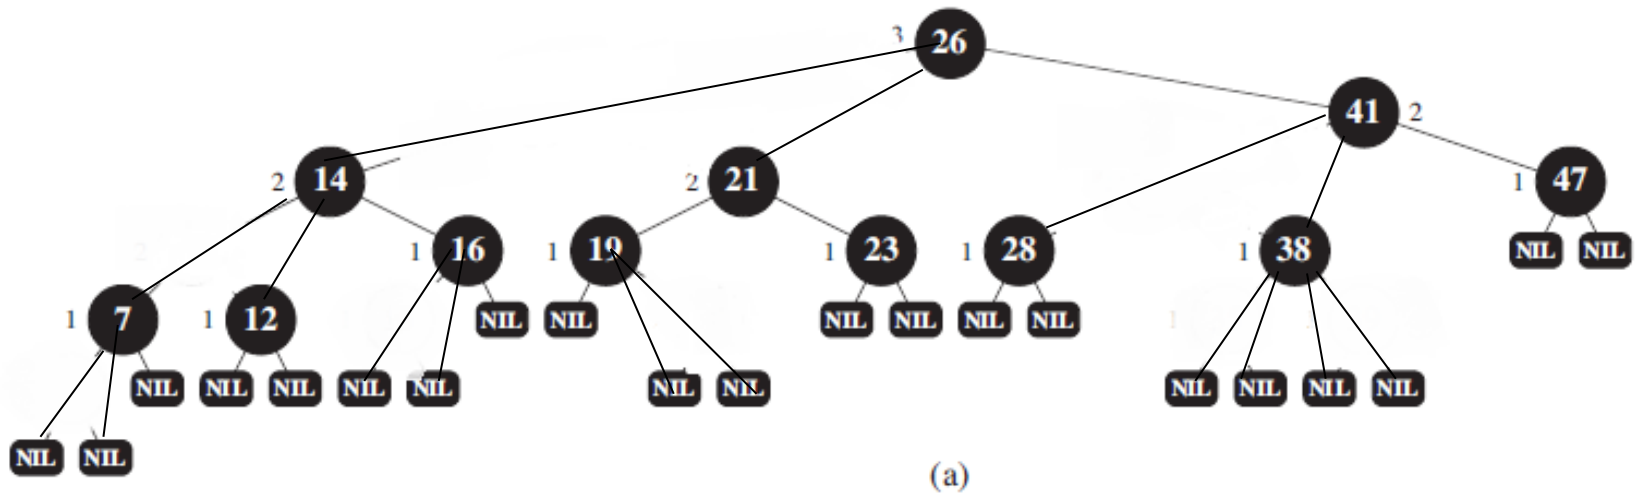 3 26
41 2
2 14 2 21 1 47
1 16 1 19 1 23 1 28 1 38 NIL NIL
1 7 1 12 NIL NIL NIL NIL NIL NIL
NIL NIL NIL NIL NIL NIL NIL NIL NIL NIL NIL
NIL NIL
(a)